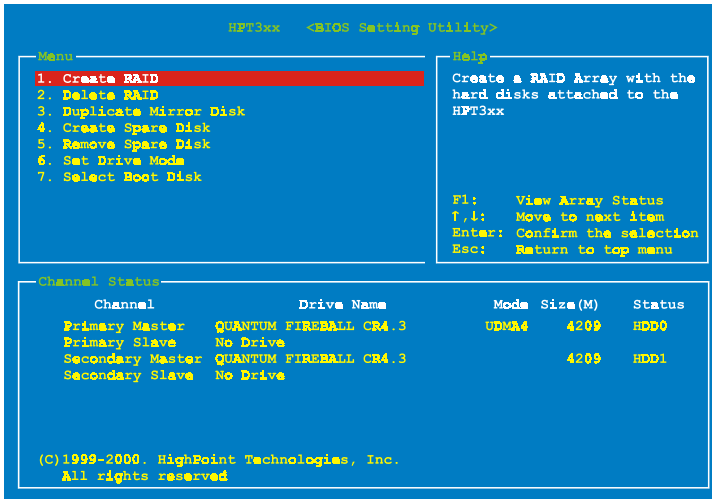 HPT3xx <BIOS Setting Utility>
Menu
1. Create RAID
2. Delete RAID
3. Duplicate Mirror Disk
4. Create Spare Disk
5. Remove Spare Disk
6. Set Drive Mode
7. Select Boot Disk
Help
Create a RAID Array with the
hard disks attached to the
HPT3xx
F1: View Array Status
↑,↓: Move to next item
Enter: Confirm the selection
Esc: Return to top menu
Channel Status
Channel Drive Name Mode Size(M) Status
Primary Master QUANTUM FIREBALL CR4.3 UDMA4 4209 HDD0
Primary Slave No Drive
Secondary Master QUANTUM FIREBALL CR4.3 4209 HDD1
Secondary Slave No Drive
(C)1999-2000. HighPoint Technologies, Inc.
All rights reserved